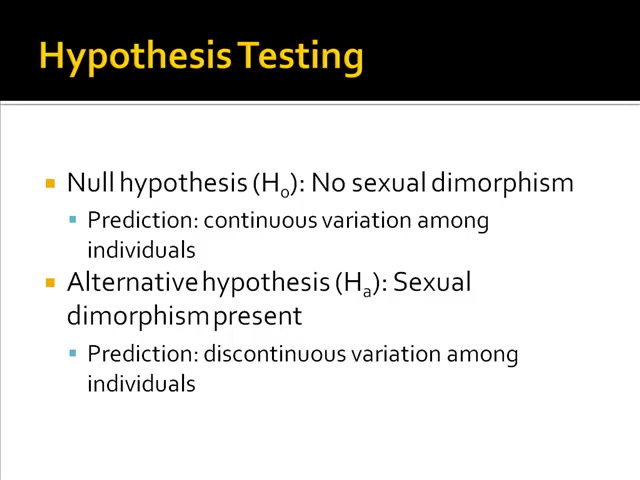 Hypothesis Testing
Null hypothesis (H₀): No sexual dimorphism
Prediction: continuous variation among
individuals
Alternative hypothesis (Hₐ): Sexual
dimorphism present
Prediction: discontinuous variation among
individuals